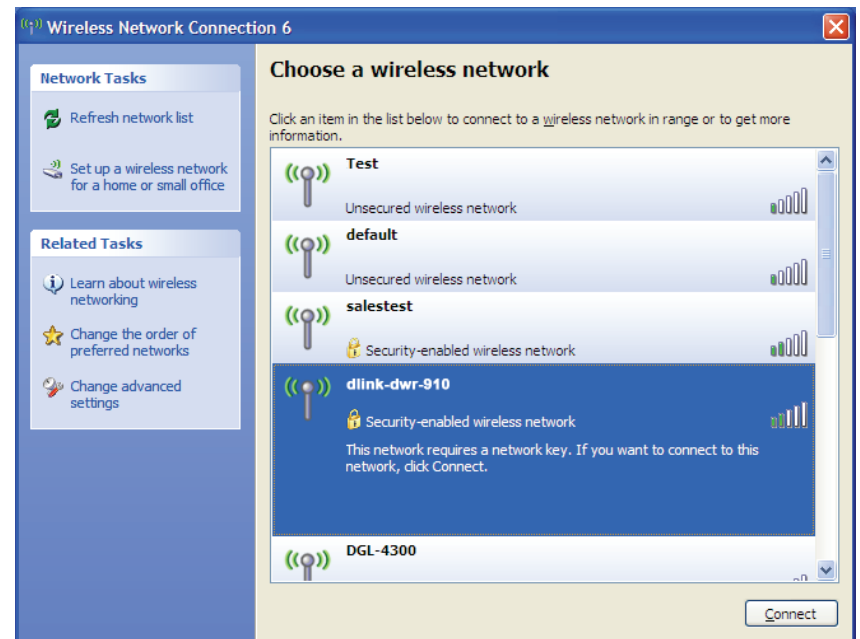 Wireless Network Connection 6
Network Tasks
Refresh network list
Set up a wireless network
for a home or small office
Related Tasks
Learn about wireless
networking
Change the order of
preferred networks
Change advanced
settings
Choose a wireless network
Click an item in the list below to connect to a wireless network in range or to get more
information.
Test
Unsecured wireless network
default
Unsecured wireless network
salestest
Security-enabled wireless network
dlink-dwr-910
Security-enabled wireless network
This network requires a network key. If you want to connect to this
network, click Connect.
DGL-4300
Connect